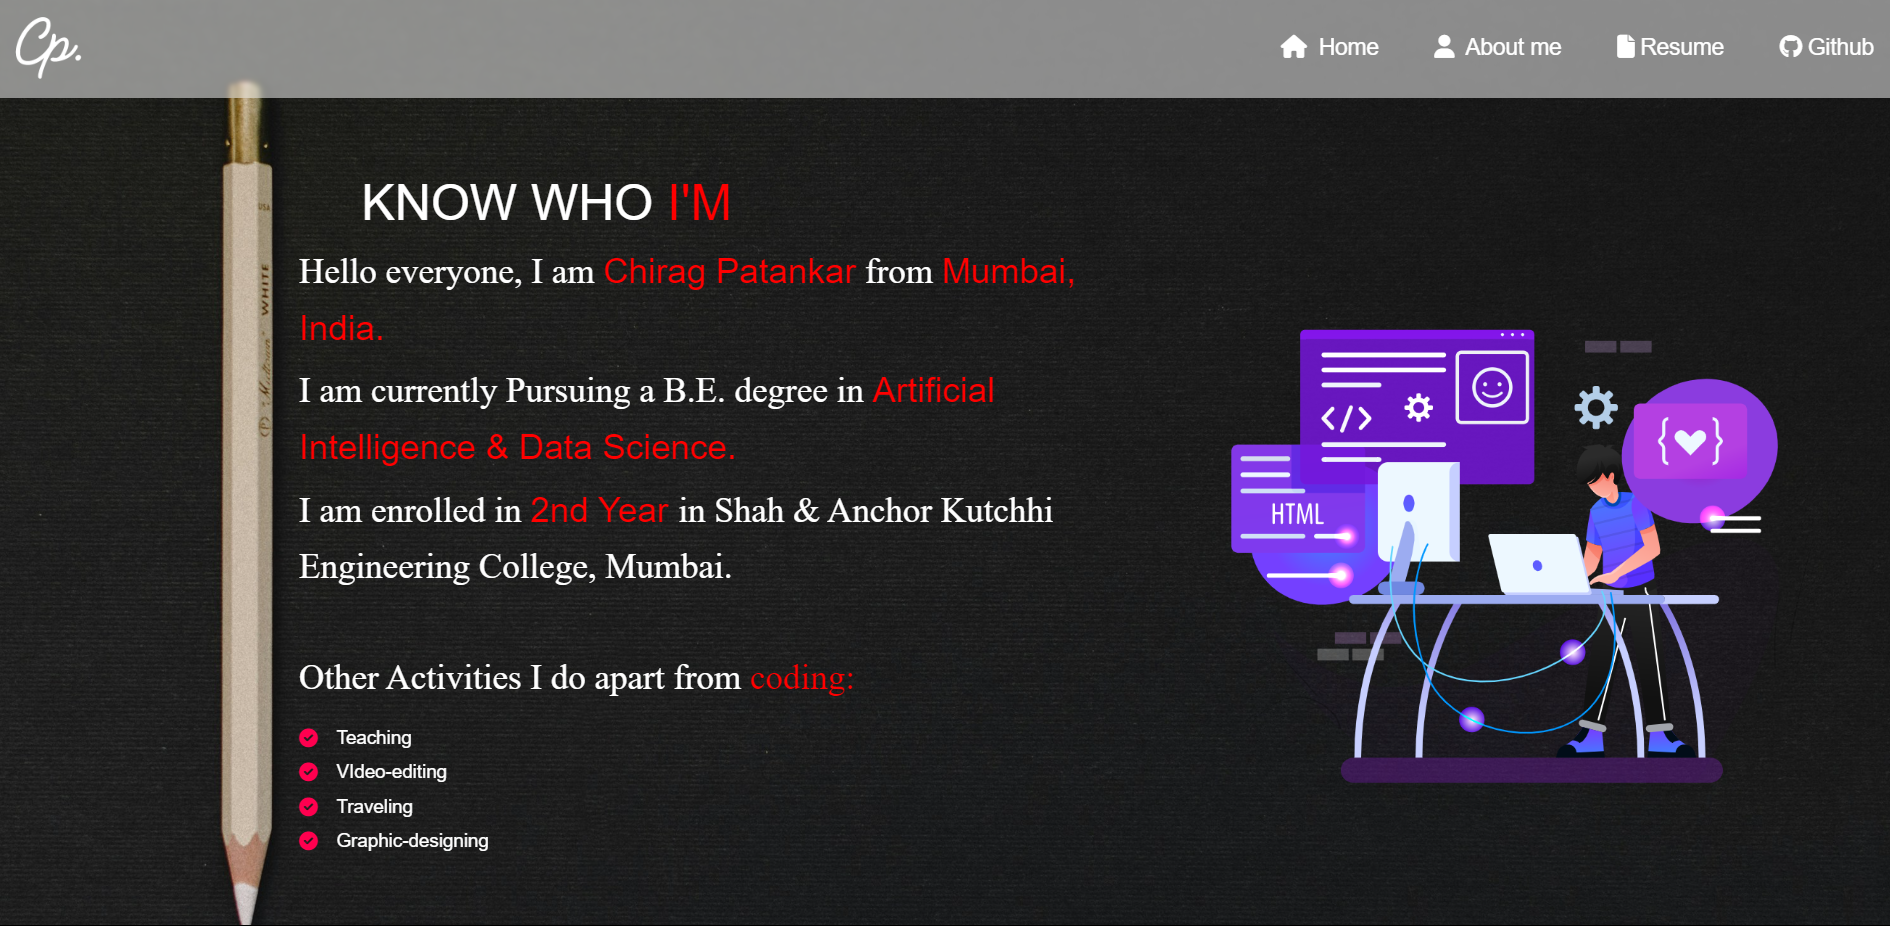 Cp.
Home About me Resume Github
KNOW WHO I'M
Hello everyone, I am Chirag Patankar from Mumbai,
India.
I am currently Pursuing a B.E. degree in Artificial
Intelligence & Data Science.
I am enrolled in 2nd Year in Shah & Anchor Kutchhi
Engineering College, Mumbai.
Other Activities I do apart from coding:
Teaching
VIdeo-editing
Traveling
Graphic-designing
USA
WHITE
</>
HTML